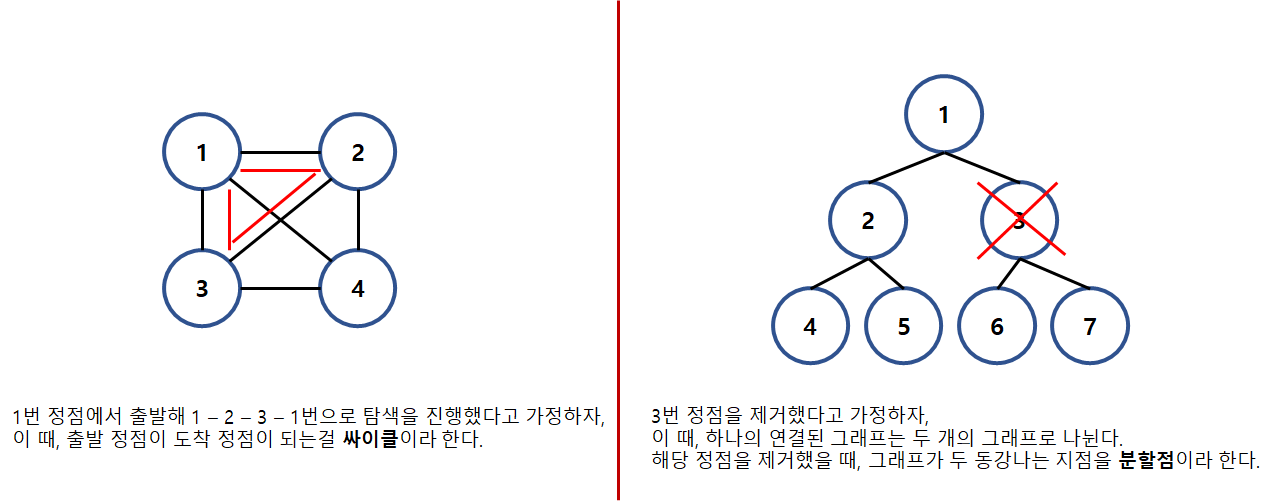 1
2
3
4
1번 정점에서 출발해 1 – 2 – 3 – 1번으로 탐색을 진행했다고 가정하자,
이 때, 출발 정점이 도착 정점이 되는걸 싸이클이라 한다.
1
2
3
4
5
6
7
3번 정점을 제거했다고 가정하자,
이 때, 하나의 연결된 그래프는 두 개의 그래프로 나뉜다.
해당 정점을 제거했을 때, 그래프가 두 동강나는 지점을 분할점이라 한다.